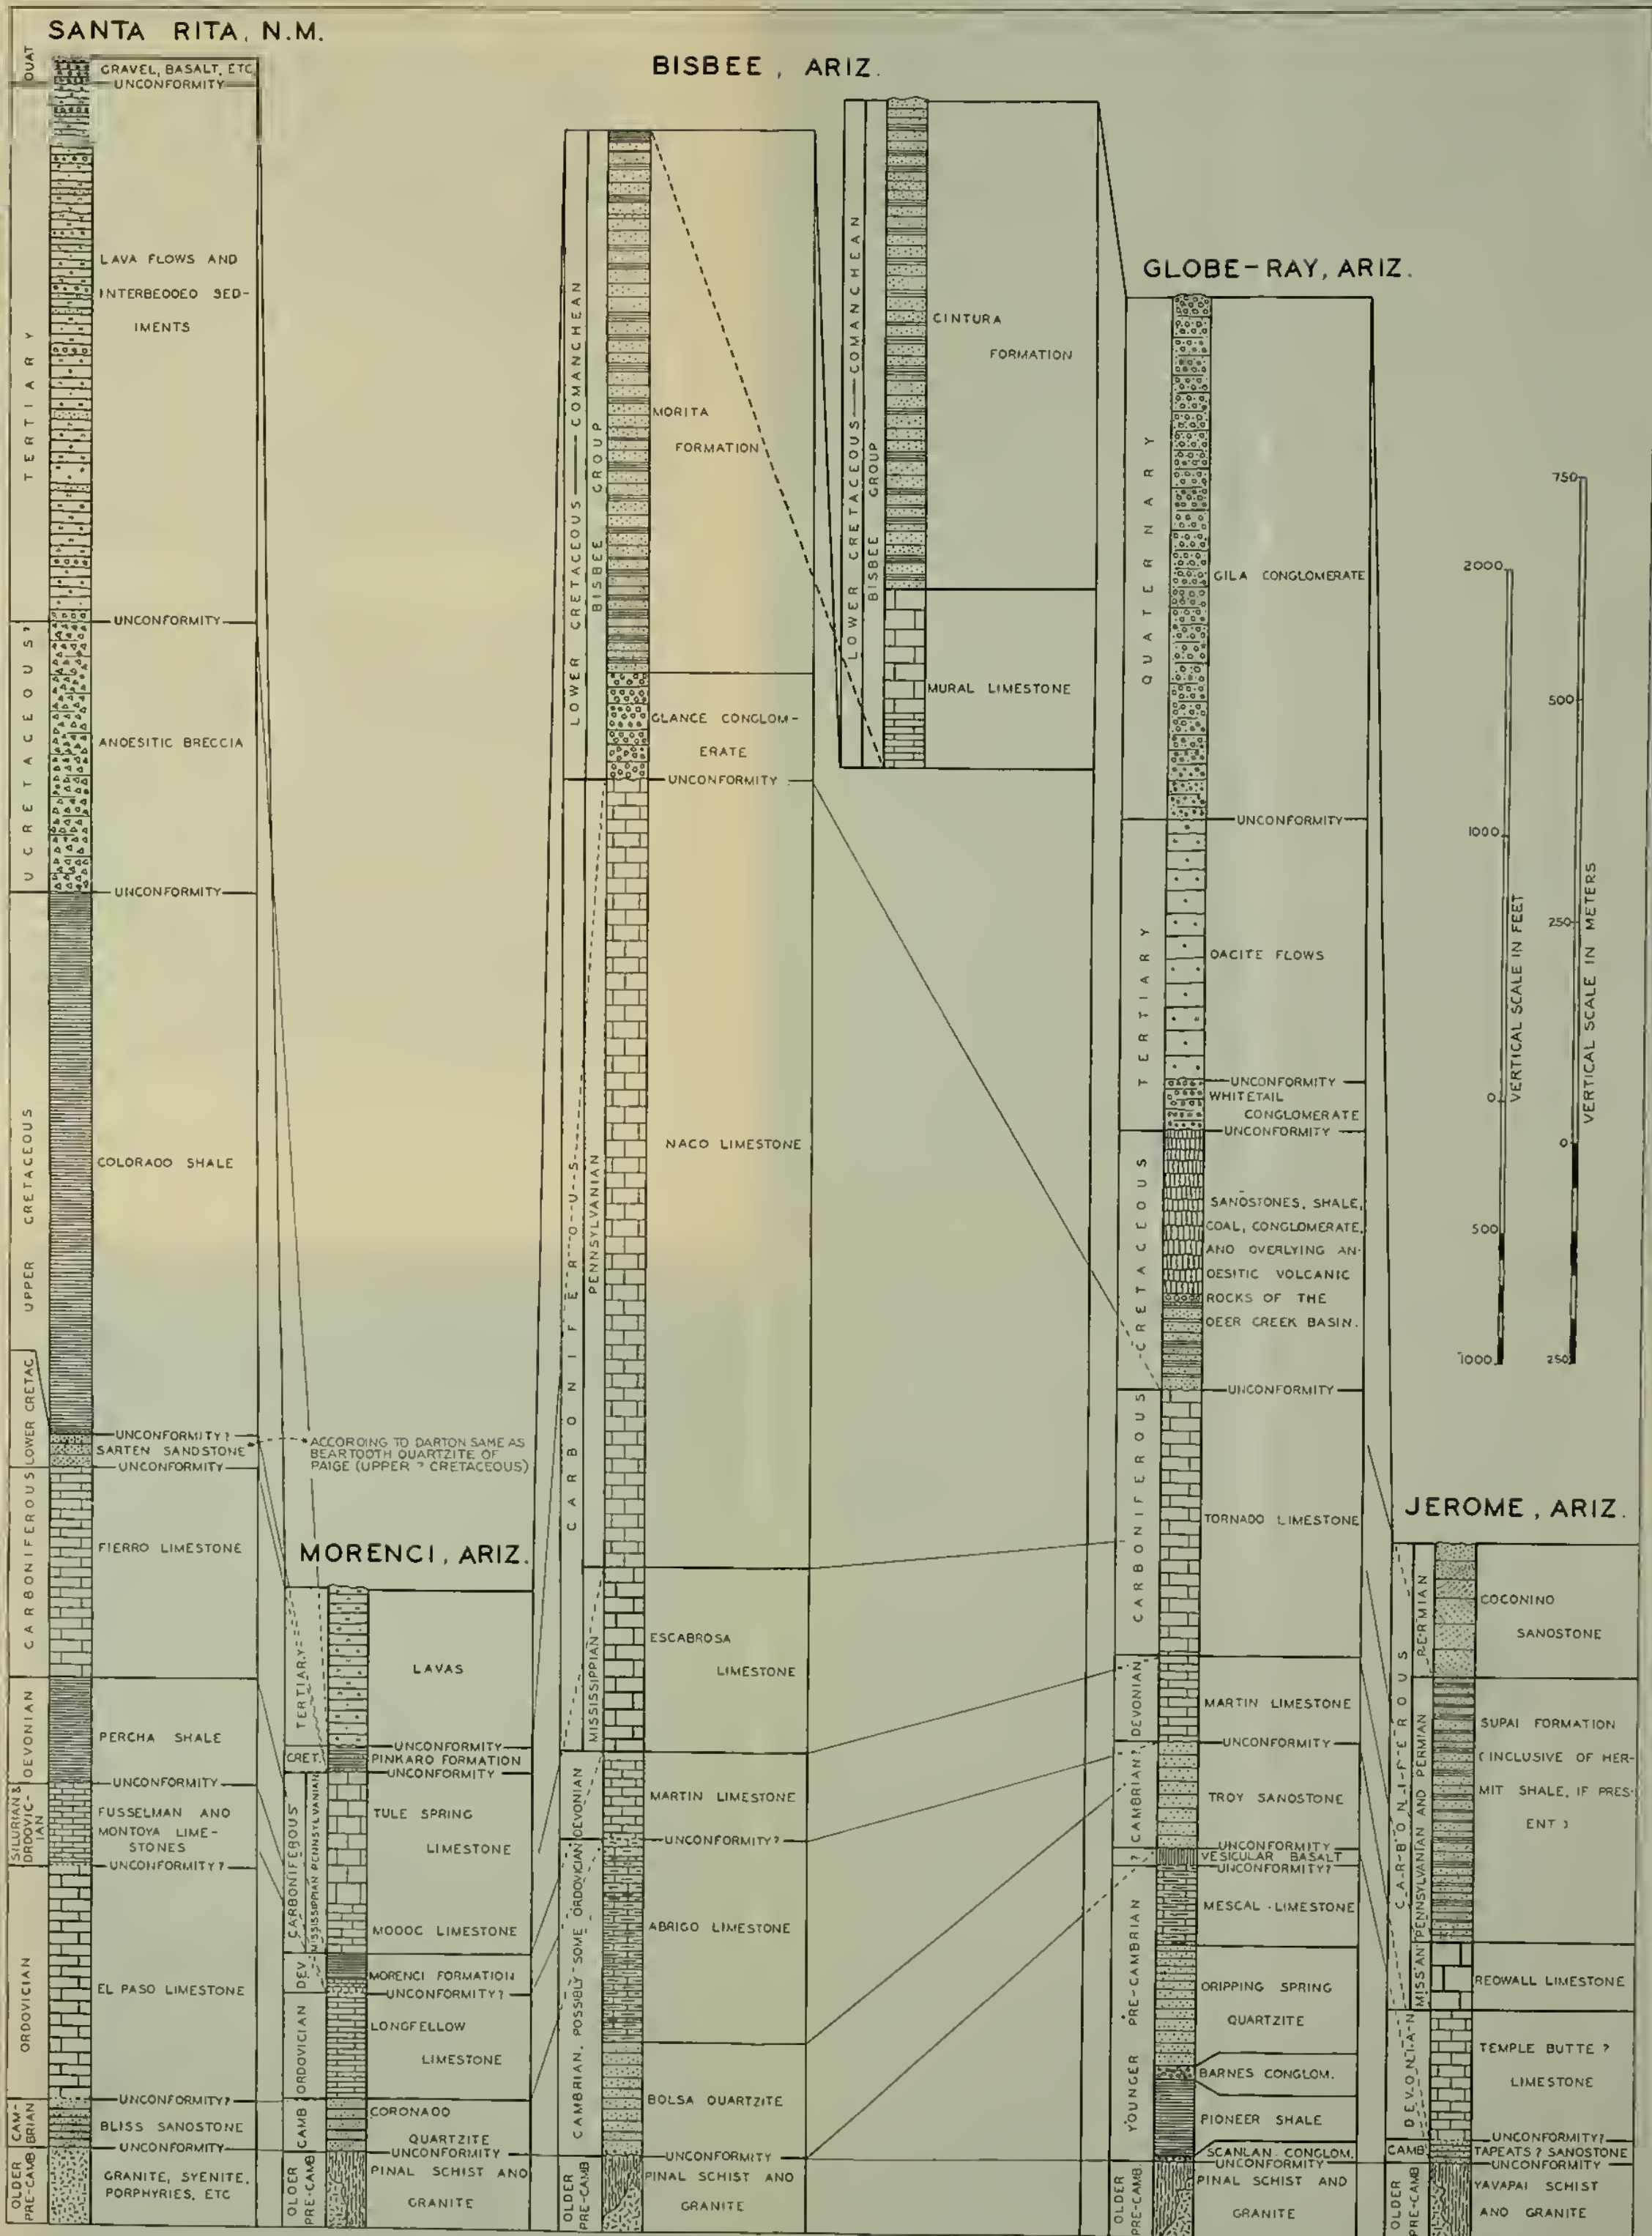 SANTA RITA, N.M.
QUAT
GRAVEL, BASALT, ETC
UNCONFORMITY
TERTIARY
LAVA FLOWS AND
INTERBEDDED SED-
IMENTS
UNCONFORMITY
U CRETACEOUS?
ANDESITIC BRECCIA
UNCONFORMITY
UPPER CRETACEOUS
COLORADO SHALE
LOWER CRETAC
UNCONFORMITY?
SARTEN SANDSTONE
ACCORDING TO DARTON SAME AS
BEARTOOTH QUARTZITE OF
PAIGE (UPPER ? CRETACEOUS)
UNCONFORMITY
CARBONIFEROUS
FIERRO LIMESTONE
DEVONIAN
PERCHA SHALE
UNCONFORMITY
SILURIAN &
ORDOVIC-
IAN
FUSSELMAN AND
MONTOYA LIME-
STONES
UNCONFORMITY?
ORDOVICIAN
EL PASO LIMESTONE
UNCONFORMITY?
CAM-
BRIAN
BLISS SANDSTONE
UNCONFORMITY
OLDER
PRE-CAMB
GRANITE, SYENITE,
PORPHYRIES, ETC
MORENCI, ARIZ.
TERTIARY
LAVAS
UNCONFORMITY
CRET.
PINKARD FORMATION
UNCONFORMITY
CARBONIFEROUS
MISSISSIPPIAN PENNSYLVANIAN
TULE SPRING
LIMESTONE
MODOC LIMESTONE
DEV.
MORENCI FORMATION
UNCONFORMITY?
ORDOVICIAN
LONGFELLOW
LIMESTONE
CAMB
CORONADO
QUARTZITE
UNCONFORMITY
OLDER
PRE-CAMB
PINAL SCHIST AND
GRANITE
BISBEE, ARIZ.
LOWER CRETACEOUS—COMANCHEAN
BISBEE GROUP
MORITA
FORMATION
GLANCE CONGLOM-
ERATE
UNCONFORMITY
CARBONIFEROUS
PENNSYLVANIAN
NACO LIMESTONE
MISSISSIPPIAN
ESCABROSA
LIMESTONE
DEVONIAN
MARTIN LIMESTONE
UNCONFORMITY?
CAMBRIAN, POSSIBLY SOME ORDOVICIAN
ABRIGO LIMESTONE
BOLSA QUARTZITE
UNCONFORMITY
OLDER
PRE-CAMB
PINAL SCHIST AND
GRANITE
LOWER CRETACEOUS—COMANCHEAN
BISBEE GROUP
CINTURA
FORMATION
MURAL LIMESTONE
GLOBE-RAY, ARIZ.
QUATERNARY
GILA CONGLOMERATE
UNCONFORMITY
TERTIARY
DACITE FLOWS
UNCONFORMITY
WHITETAIL
CONGLOMERATE
UNCONFORMITY
CRETACEOUS
SANDSTONES, SHALE,
COAL, CONGLOMERATE,
AND OVERLYING AN-
DESITIC VOLCANIC
ROCKS OF THE
DEER CREEK BASIN.
UNCONFORMITY
CARBONIFEROUS
TORNADO LIMESTONE
DEVONIAN
MARTIN LIMESTONE
UNCONFORMITY
CAMBRIAN?
TROY SANDSTONE
UNCONFORMITY
?
VESICULAR BASALT
UNCONFORMITY?
YOUNGER PRE-CAMBRIAN
MESCAL LIMESTONE
DRIPPING SPRING
QUARTZITE
BARNES CONGLOM.
PIONEER SHALE
SCANLAN CONGLOM.
UNCONFORMITY
OLDER
PRE-CAMB.
PINAL SCHIST AND
GRANITE
2000
1000
0
500
1000
VERTICAL SCALE IN FEET
750
500
250
0
250
VERTICAL SCALE IN METERS
JEROME, ARIZ.
CARBONIFEROUS
PERMIAN
COCONINO
SANDSTONE
PENNSYLVANIAN AND PERMIAN
SUPAI FORMATION
(INCLUSIVE OF HER-
MIT SHALE, IF PRES-
ENT)
MISS'AN
REDWALL LIMESTONE
DEVONIAN
TEMPLE BUTTE ?
LIMESTONE
UNCONFORMITY?
CAMB
TAPEATS ? SANDSTONE
UNCONFORMITY
OLDER
PRE-CAMB
YAVAPAI SCHIST
AND GRANITE